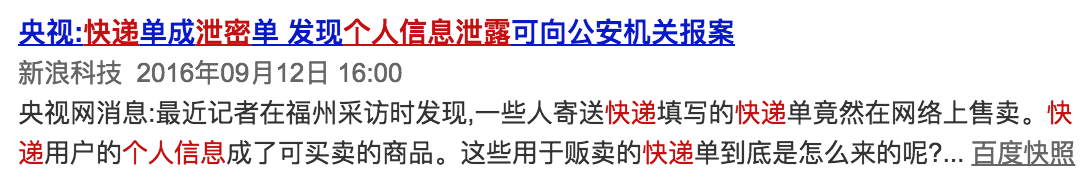 央视:快递单成泄密单 发现个人信息泄露可向公安机关报案
新浪科技 2016年09月12日 16:00
央视网消息:最近记者在福州采访时发现,一些人寄送快递填写的快递单竟然在网络上售卖。快
递用户的个人信息成了可买卖的商品。这些用于贩卖的快递单到底是怎么来的呢?... 百度快照